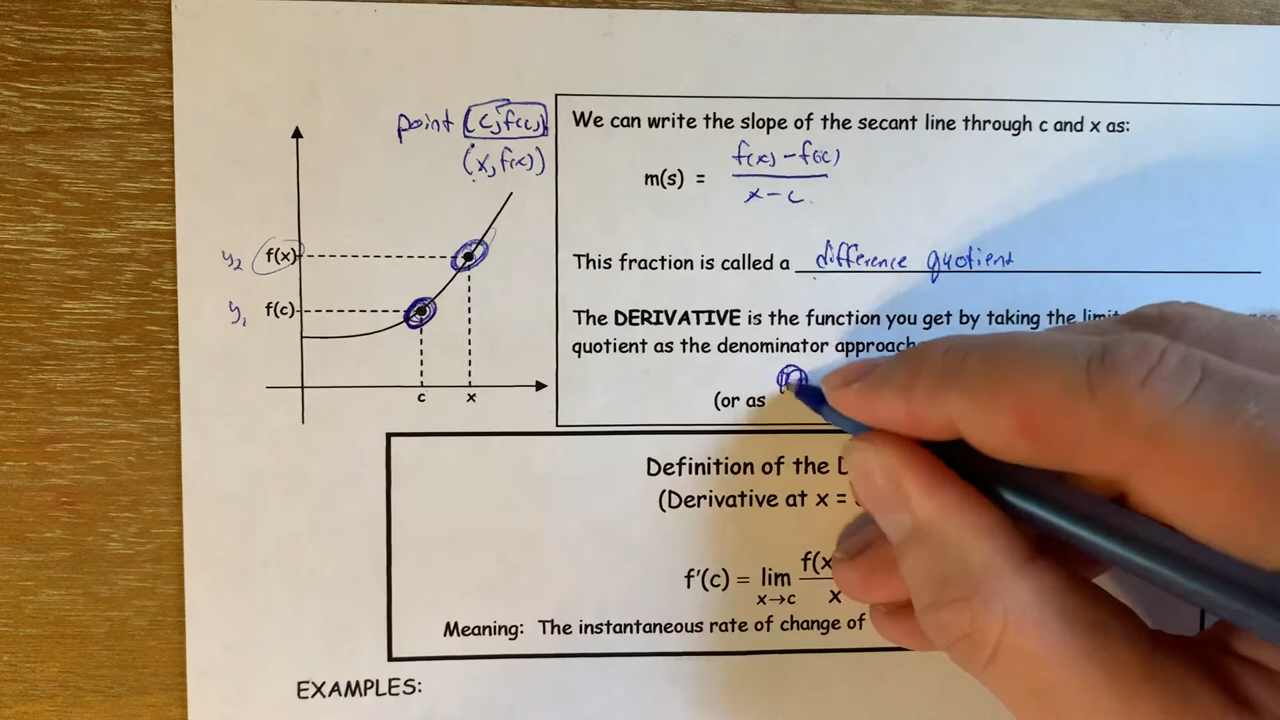 point (c, f(c))
(x, f(x))
y₂ f(x)
y₁ f(c)
c x
We can write the slope of the secant line through c and x as:
m(s) = f(x) - f(c)
x - c
This fraction is called a difference quotient
The DERIVATIVE is the function you get by taking the limit
quotient as the denominator
(or as
Definition of the
(Derivative at x =
f'(c) = lim f(x
x→c x
Meaning: The instantaneous rate of change of
EXAMPLES: